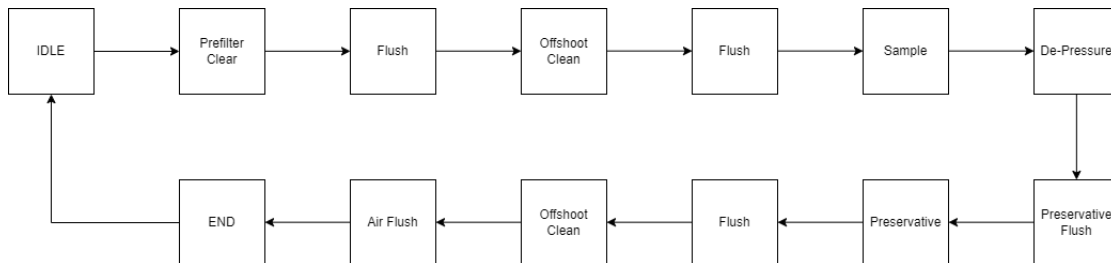 IDLE
Prefilter
Clear
Flush
Offshoot
Clean
Flush
Sample
De-Pressure
Preservative
Flush
Preservative
Flush
Offshoot
Clean
Air Flush
END